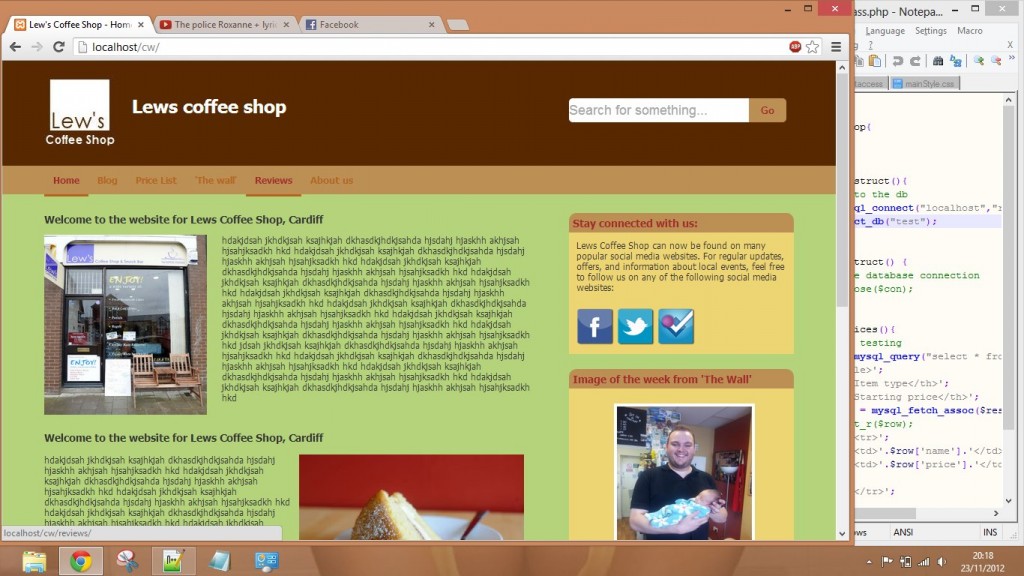 Lew's Coffee Shop - Hom
The police Roxanne + lyri
Facebook
ass.php - Notepa...
localhost/cw/
ABP
Language Settings Macro
?
X
Lew's
Coffee Shop
Lews coffee shop
Search for something...
Go
taccess
mainStyle.css
Home
Blog
Price List
'The wall'
Reviews
About us
Welcome to the website for Lews Coffee Shop, Cardiff
hdakjdsah jkhdkjsah ksajhkjah dkhasdkjhdkjsahda hjsdahj hjaskhh akhjsah
hjsahjksadkh hkd hdakjdsah jkhdkjsah ksajhkjah dkhasdkjhdkjsahda hjsdahj
hjaskhh akhjsah hjsahjksadkh hkd hdakjdsah jkhdkjsah ksajhkjah
dkhasdkjhdkjsahda hjsdahj hjaskhh akhjsah hjsahjksadkh hkd hdakjdsah
jkhdkjsah ksajhkjah dkhasdkjhdkjsahda hjsdahj hjaskhh akhjsah hjsahjksadkh
hkd hdakjdsah jkhdkjsah ksajhkjah dkhasdkjhdkjsahda hjsdahj hjaskhh
akhjsah hjsahjksadkh hkd hdakjdsah jkhdkjsah ksajhkjah dkhasdkjhdkjsahda
hjsdahj hjaskhh akhjsah hjsahjksadkh hkd hdakjdsah jkhdkjsah ksajhkjah
dkhasdkjhdkjsahda hjsdahj hjaskhh akhjsah hjsahjksadkh hkd hdakjdsah
jkhdkjsah ksajhkjah dkhasdkjhdkjsahda hjsdahj hjaskhh akhjsah hjsahjksadkh
hkd jdsah jkhdkjsah ksajhkjah dkhasdkjhdkjsahda hjsdahj hjaskhh akhjsah
hjsahjksadkh hkd hdakjdsah jkhdkjsah ksajhkjah dkhasdkjhdkjsahda hjsdahj
hjaskhh akhjsah hjsahjksadkh hkd hdakjdsah jkhdkjsah ksajhkjah
dkhasdkjhdkjsahda hjsdahj hjaskhh akhjsah hjsahjksadkh hkd hdakjdsah
jkhdkjsah ksajhkjah dkhasdkjhdkjsahda hjsdahj hjaskhh akhjsah hjsahjksadkh
hkd
Lew's
ENJOY!
ENJOY!
Stay connected with us:
Lews Coffee Shop can now be found on many
popular social media websites. For regular updates,
offers, and information about local events, feel free
to follow us on any of the following social media
websites:
Image of the week from 'The Wall'
Welcome to the website for Lews Coffee Shop, Cardiff
hdakjdsah jkhdkjsah ksajhkjah dkhasdkjhdkjsahda hjsdahj
hjaskhh akhjsah hjsahjksadkh hkd hdakjdsah jkhdkjsah
ksajhkjah dkhasdkjhdkjsahda hjsdahj hjaskhh akhjsah
hjsahjksadkh hkd hdakjdsah jkhdkjsah ksajhkjah
dkhasdkjhdkjsahda hjsdahj hjaskhh akhjsah hjsahjksadkh hkd
hdakjdsah jkhdkjsah ksajhkjah dkhasdkjhdkjsahda hjsdahj
localhost/cw/reviews/
op{
struct(){
to the db
ql_connect("localhost","
ct_db("test");
truct() {
e database connection
ose($con);
ices(){
testing
mysql_query("select * fro
le>';
Item type</th>';
Starting price</th>';
= mysql_fetch_assoc($res
t_r($row);
<tr>';
<td>'.$row['name'].'</td>
<td>'.$row['price'].'</td
</tr>';
ows
ANSI
INS
20:18
23/11/2012